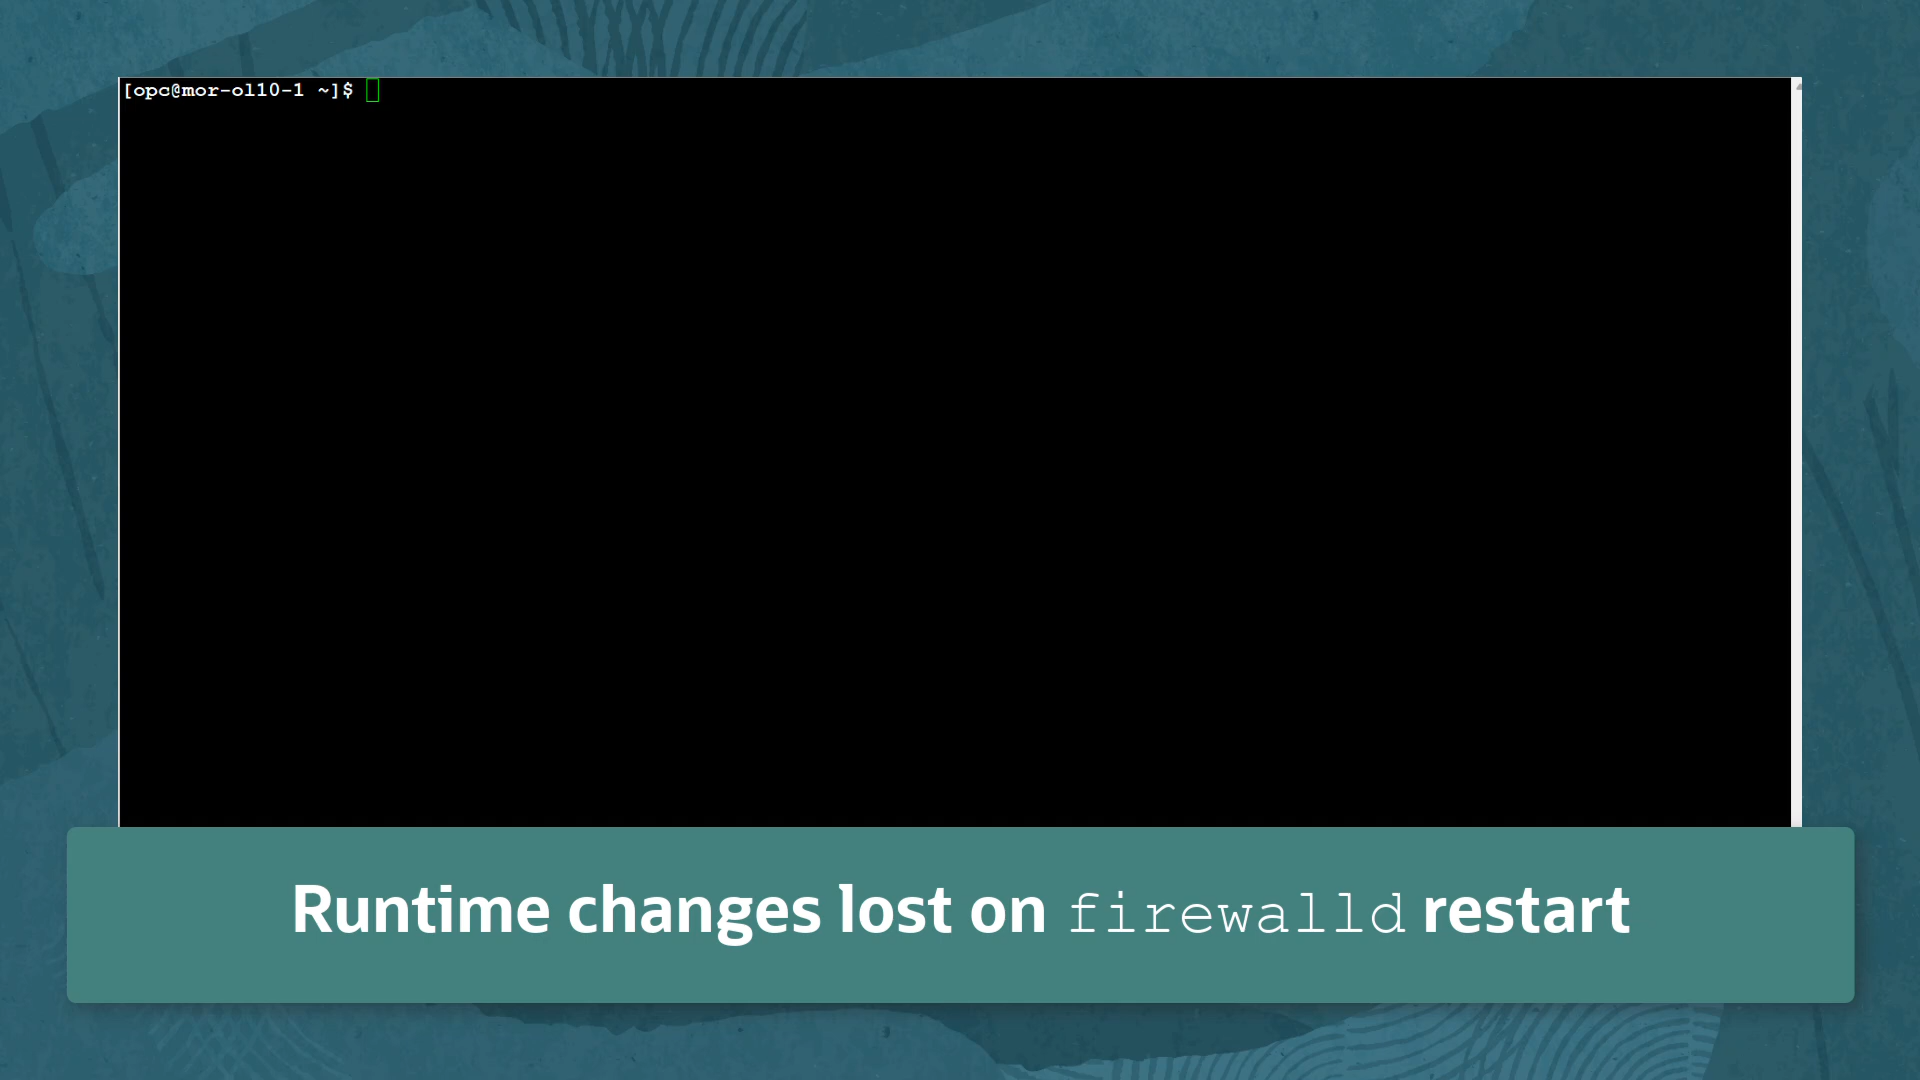 [opc@mor-ol10-1 ~]$
Runtime changes lost on firewalld restart